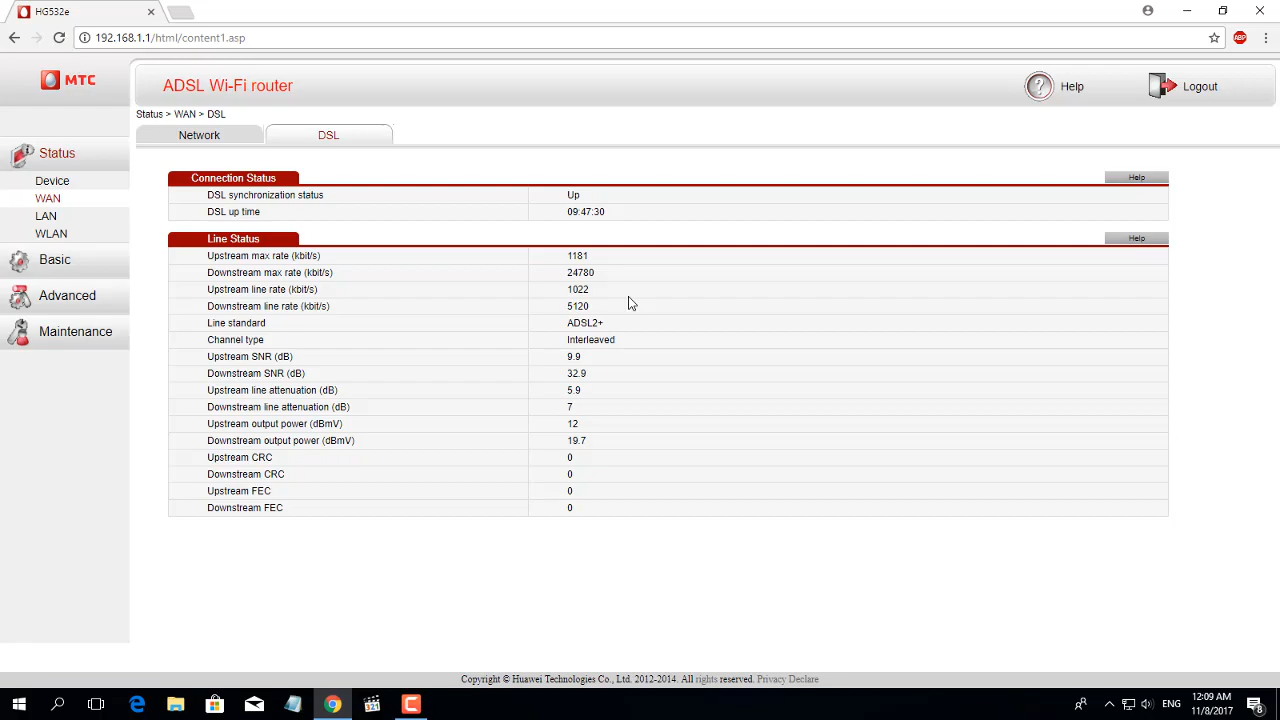 HG532e
192.168.1.1/html/content1.asp
ABP
MTC
ADSL Wi-Fi router
? Help
Logout
Status > WAN > DSL
Network
DSL
Status
Device
WAN
LAN
WLAN
Basic
Advanced
Maintenance
Connection Status
Help
DSL synchronization status Up
DSL up time 09:47:30
Line Status
Help
Upstream max rate (kbit/s) 1181
Downstream max rate (kbit/s) 24780
Upstream line rate (kbit/s) 1022
Downstream line rate (kbit/s) 5120
Line standard ADSL2+
Channel type Interleaved
Upstream SNR (dB) 9.9
Downstream SNR (dB) 32.9
Upstream line attenuation (dB) 5.9
Downstream line attenuation (dB) 7
Upstream output power (dBmV) 12
Downstream output power (dBmV) 19.7
Upstream CRC 0
Downstream CRC 0
Upstream FEC 0
Downstream FEC 0
Copyright © Huawei Technologies Co., Ltd. 2012-2014. All rights reserved. Privacy Declare
321
ENG
12:09 AM
11/8/2017
8